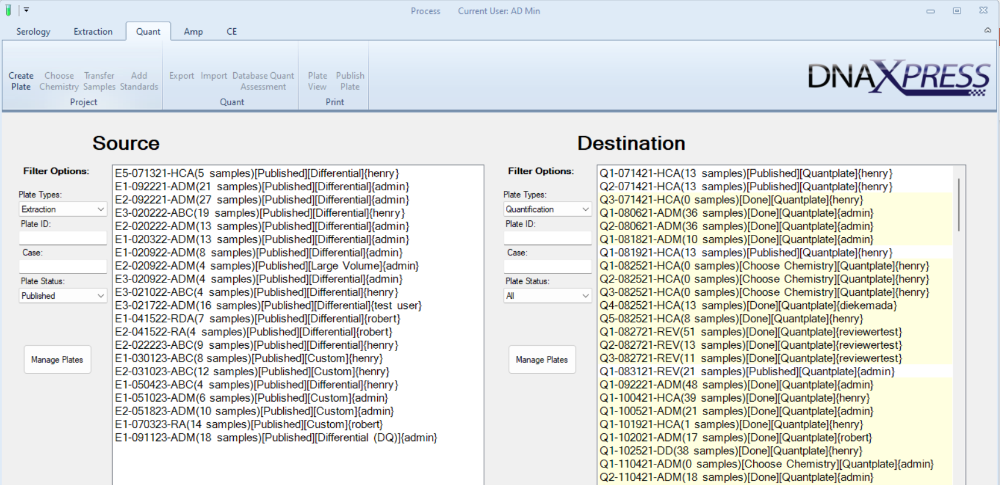 Process Current User: AD Min
Serology Extraction Quant Amp CE
Create Plate Choose Chemistry Transfer Samples Add Standards
Project
Export Import Database Quant Assessment
Quant
Plate View Publish Plate
Print
DNAXPRESS
Source
Filter Options:
Plate Types:
Extraction
Plate ID:
Case:
Plate Status:
Published
Manage Plates
E5-071321-HCA(5 samples)[Published][Differential]{henry}
E1-092221-ADM(21 samples)[Published][Differential]{admin}
E2-092221-ADM(27 samples)[Published][Differential]{admin}
E3-020222-ABC(19 samples)[Published][Differential]{henry}
E2-020222-ADM(13 samples)[Published][Differential]{admin}
E1-020322-ADM(13 samples)[Published][Differential]{admin}
E1-020922-ADM(8 samples)[Published][Differential]{admin}
E2-020922-ADM(4 samples)[Published][Large Volume]{admin}
E3-020922-ADM(4 samples)[Published][Differential]{admin}
E3-021022-ABC(4 samples)[Published][Differential]{henry}
E3-021722-ADM(16 samples)[Published][Differential]{test user}
E1-041522-RDA(7 samples)[Published][Differential]{robert}
E2-041522-RA(4 samples)[Published][Differential]{robert}
E2-022223-ABC(9 samples)[Published][Differential]{henry}
E1-030123-ABC(8 samples)[Published][Custom]{henry}
E2-031023-ABC(12 samples)[Published][Custom]{henry}
E1-050423-ABC(4 samples)[Published][Differential]{henry}
E1-051023-ADM(6 samples)[Published][Custom]{admin}
E2-051823-ADM(10 samples)[Published][Custom]{admin}
E1-070323-RA(14 samples)[Published][Custom]{robert}
E1-091123-ADM(18 samples)[Published][Differential (DQ)]{admin}
Destination
Filter Options:
Plate Types:
Quantification
Plate ID:
Case:
Plate Status:
All
Manage Plates
Q1-071421-HCA(13 samples)[Published][Quantplate]{henry}
Q2-071421-HCA(13 samples)[Published][Quantplate]{henry}
Q3-071421-HCA(0 samples)[Done][Quantplate]{henry}
Q1-080621-ADM(36 samples)[Done][Quantplate]{admin}
Q2-080621-ADM(36 samples)[Done][Quantplate]{admin}
Q1-081821-ADM(10 samples)[Done][Quantplate]{admin}
Q1-081921-HCA(13 samples)[Published][Quantplate]{henry}
Q1-082521-HCA(0 samples)[Choose Chemistry][Quantplate]{henry}
Q2-082521-HCA(0 samples)[Choose Chemistry][Quantplate]{henry}
Q3-082521-HCA(0 samples)[Choose Chemistry][Quantplate]{henry}
Q4-082521-HCA(13 samples)[Done][Quantplate]{diekemada}
Q5-082521-HCA(8 samples)[Done][Quantplate]{henry}
Q1-082721-REV(51 samples)[Done][Quantplate]{reviewertest}
Q2-082721-REV(13 samples)[Done][Quantplate]{reviewertest}
Q3-082721-REV(11 samples)[Done][Quantplate]{reviewertest}
Q1-083121-REV(21 samples)[Published][Quantplate]{admin}
Q1-092221-ADM(48 samples)[Done][Quantplate]{admin}
Q1-100421-HCA(39 samples)[Done][Quantplate]{henry}
Q1-100521-ADM(21 samples)[Done][Quantplate]{admin}
Q1-101921-HCA(1 samples)[Done][Quantplate]{henry}
Q1-102021-ADM(17 samples)[Done][Quantplate]{robert}
Q1-102521-DD(38 samples)[Done][Quantplate]{henry}
Q1-110421-ADM(0 samples)[Choose Chemistry][Quantplate]{admin}
Q2-110421-ADM(18 samples)[Done][Quantplate]{admin}